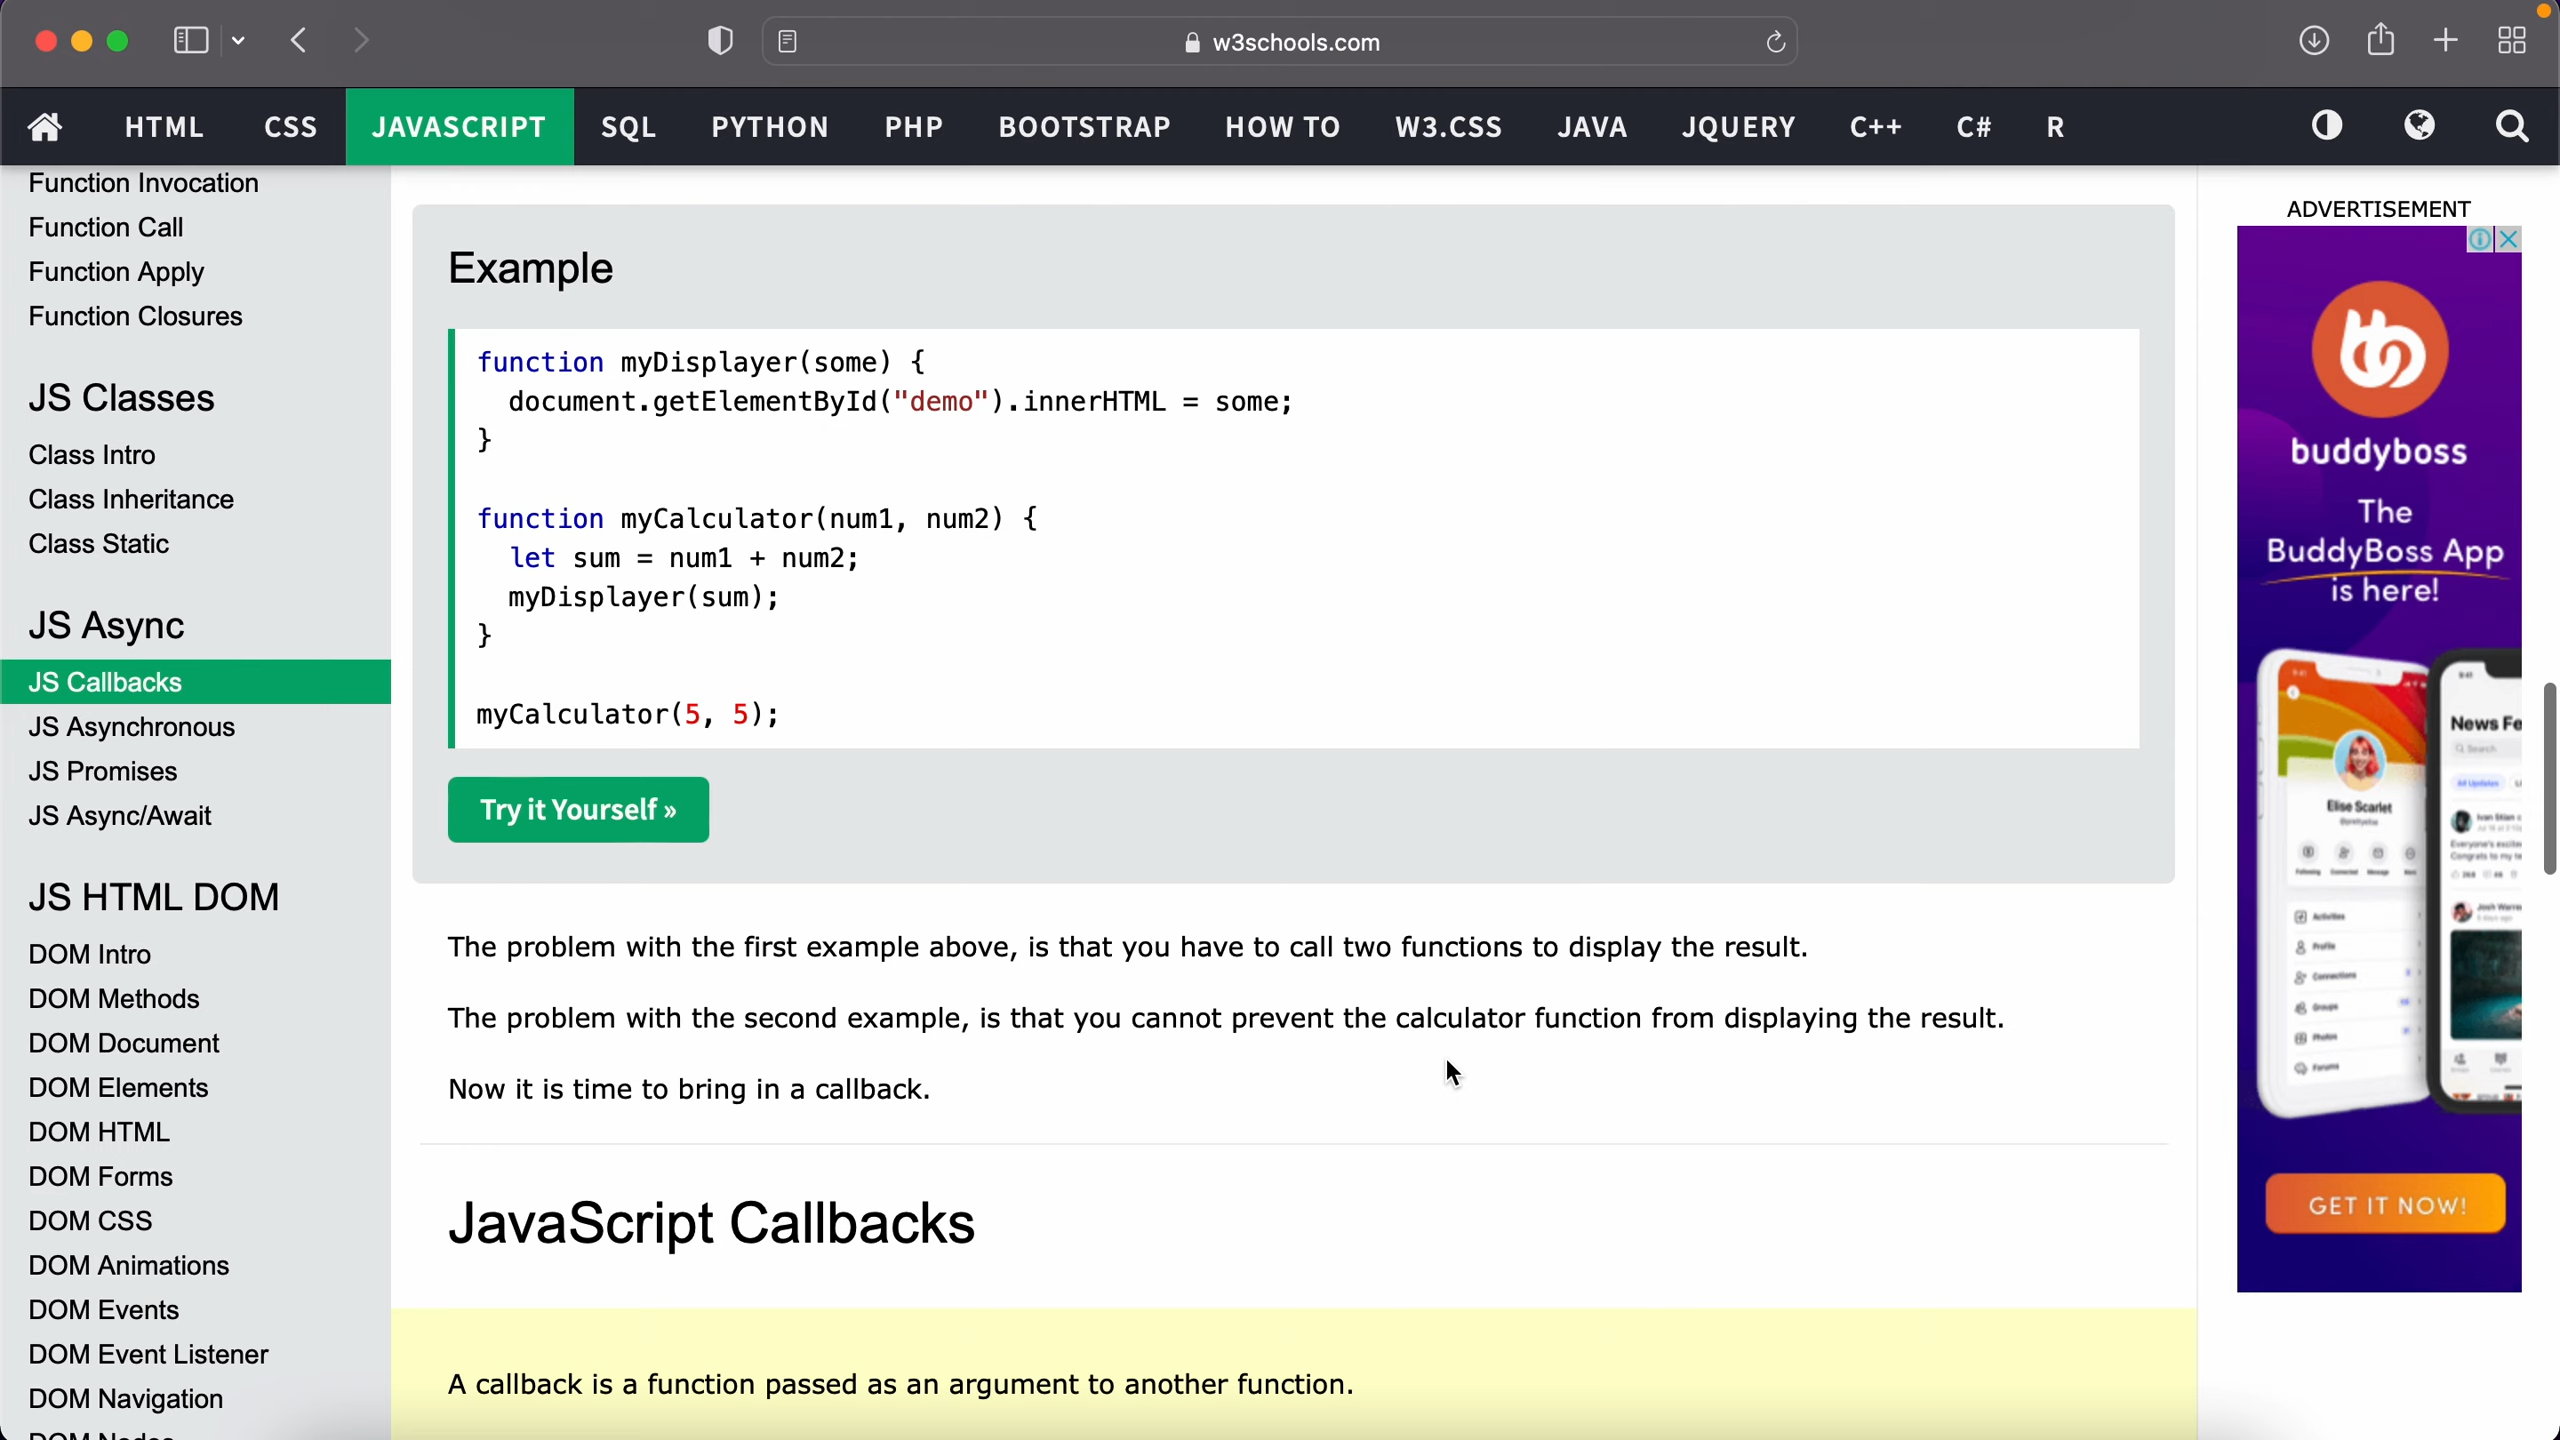 w3schools.com
HTML CSS JAVASCRIPT SQL PYTHON PHP BOOTSTRAP HOW TO W3.CSS JAVA JQUERY C++ C# R
Function Invocation
Function Call
Function Apply
Function Closures
JS Classes
Class Intro
Class Inheritance
Class Static
JS Async
JS Callbacks
JS Asynchronous
JS Promises
JS Async/Await
JS HTML DOM
DOM Intro
DOM Methods
DOM Document
DOM Elements
DOM HTML
DOM Forms
DOM CSS
DOM Animations
DOM Events
DOM Event Listener
DOM Navigation
Example
function myDisplayer(some) {
document.getElementById("demo").innerHTML = some;
}
function myCalculator(num1, num2) {
let sum = num1 + num2;
myDisplayer(sum);
}
myCalculator(5, 5);
Try it Yourself »
The problem with the first example above, is that you have to call two functions to display the result.
The problem with the second example, is that you cannot prevent the calculator function from displaying the result.
Now it is time to bring in a callback.
JavaScript Callbacks
A callback is a function passed as an argument to another function.
ADVERTISEMENT
buddyboss
The
BuddyBoss App
is here!
News Fe
Search
Elise Scarlet
Activities
Profile
Connections
Groups
Photos
Forums
GET IT NOW!